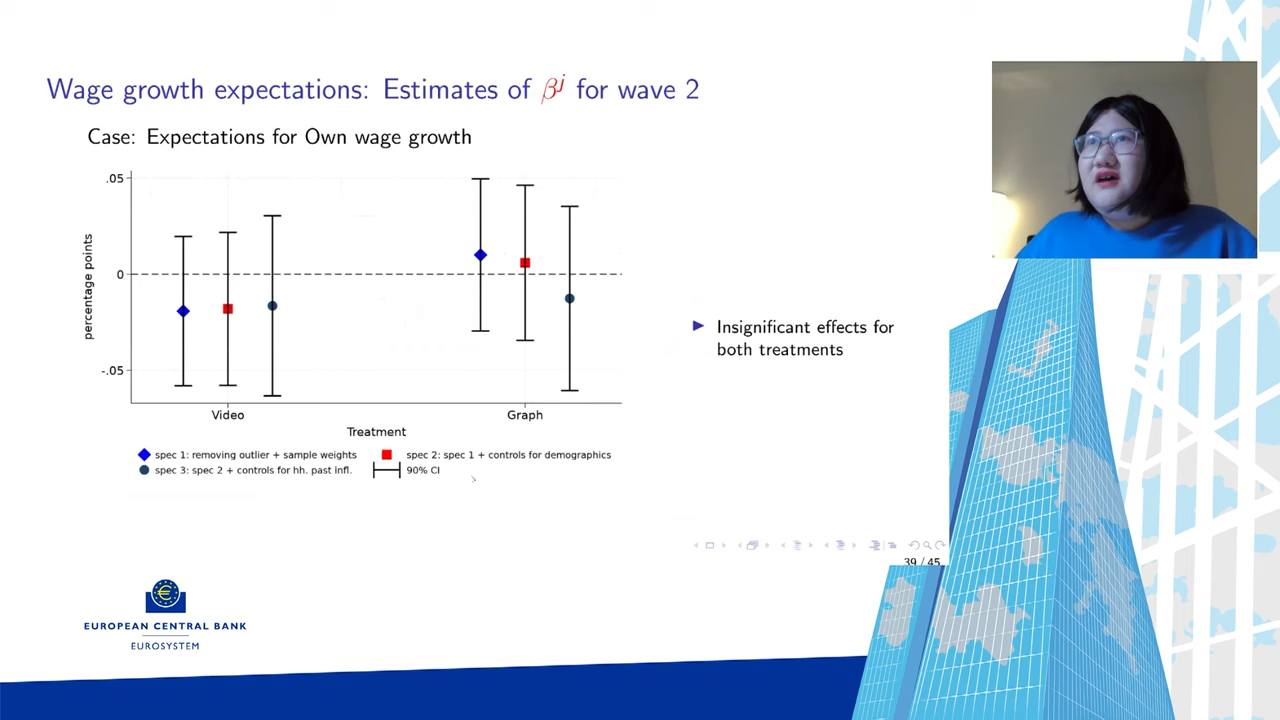 Wage growth expectations: Estimates of βʲ for wave 2
Case: Expectations for Own wage growth
.05
0
-.05
percentage points
Video
Graph
Treatment
spec 1: removing outlier + sample weights
spec 2: spec 1 + controls for demographics
spec 3: spec 2 + controls for hh. past infl.
90% CI
Insignificant effects for
both treatments
39 / 45
EUROPEAN CENTRAL BANK
EUROSYSTEM